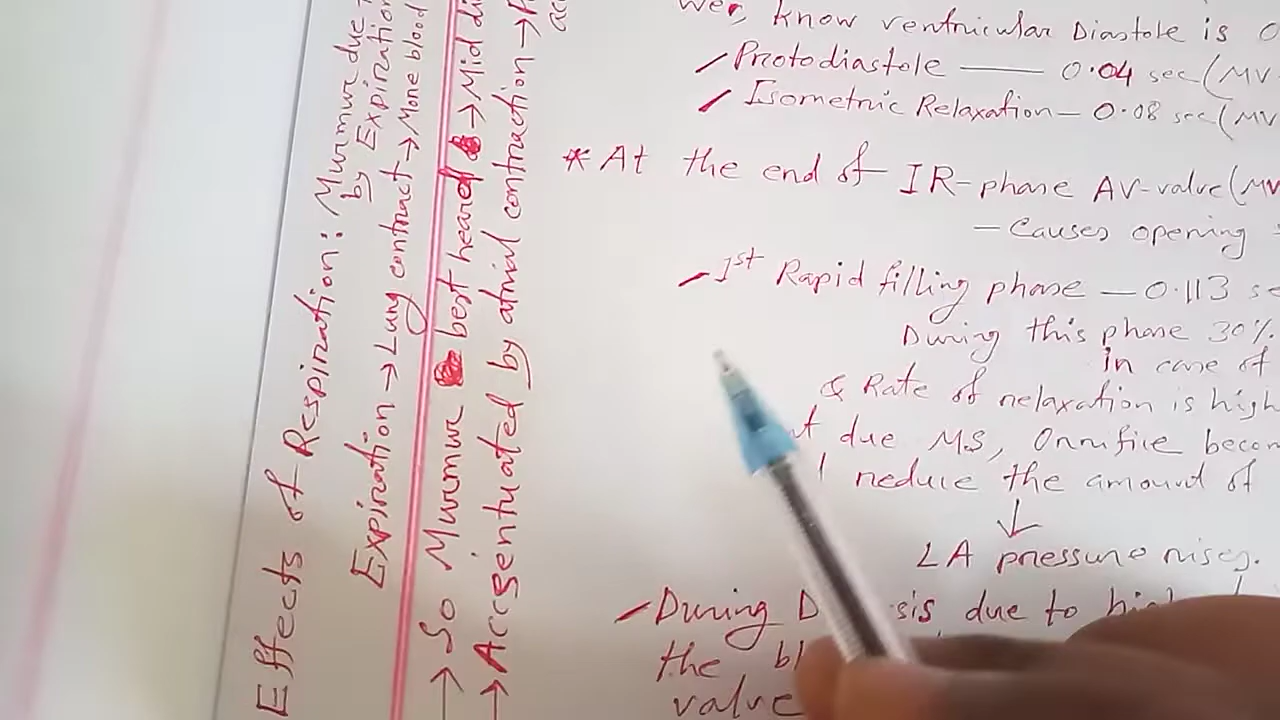 we, know ventricular Diastole is
Protodiastole — 0.04 sec (MV
Isometric Relaxation — 0.08 sec (MV
* At the end of IR-phase AV-valve (MV
— Causes opening
1st Rapid filling phase — 0.113 se
During this phase 30%
in case of
& Rate of relaxation is high
due MS, Orrifice becom
reduce the amount of
↓
LA pressure rises.
During D sis due to
the bl
valve
Effects of Respiration: Murmur due
by Expiration
Expiration → Lung contract → More blood
→ So Murmur best heard → Mid di
→ Accsentuated by atrial contraction →